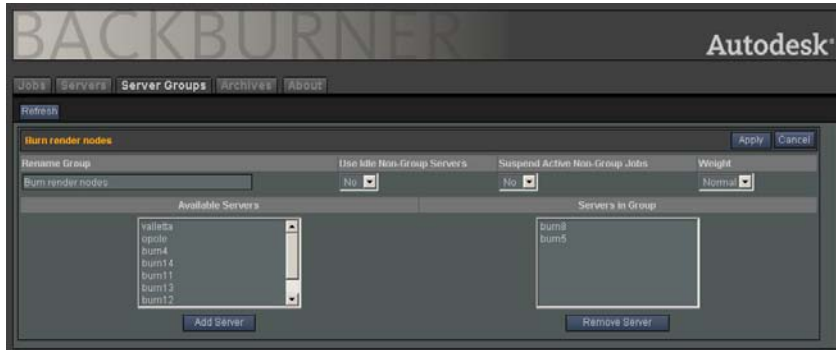 BACKBURNER
Autodesk
Jobs Servers Server Groups Archives About
Refresh
Burn render nodes Apply Cancel
Rename Group Use Idle Non-Group Servers Suspend Active Non-Group Jobs Weight
Burn render nodes No No Normal
Available Servers Servers in Group
valletta burn8
opole burn5
burn4
burn14
burn11
burn13
burn12
Add Server Remove Server